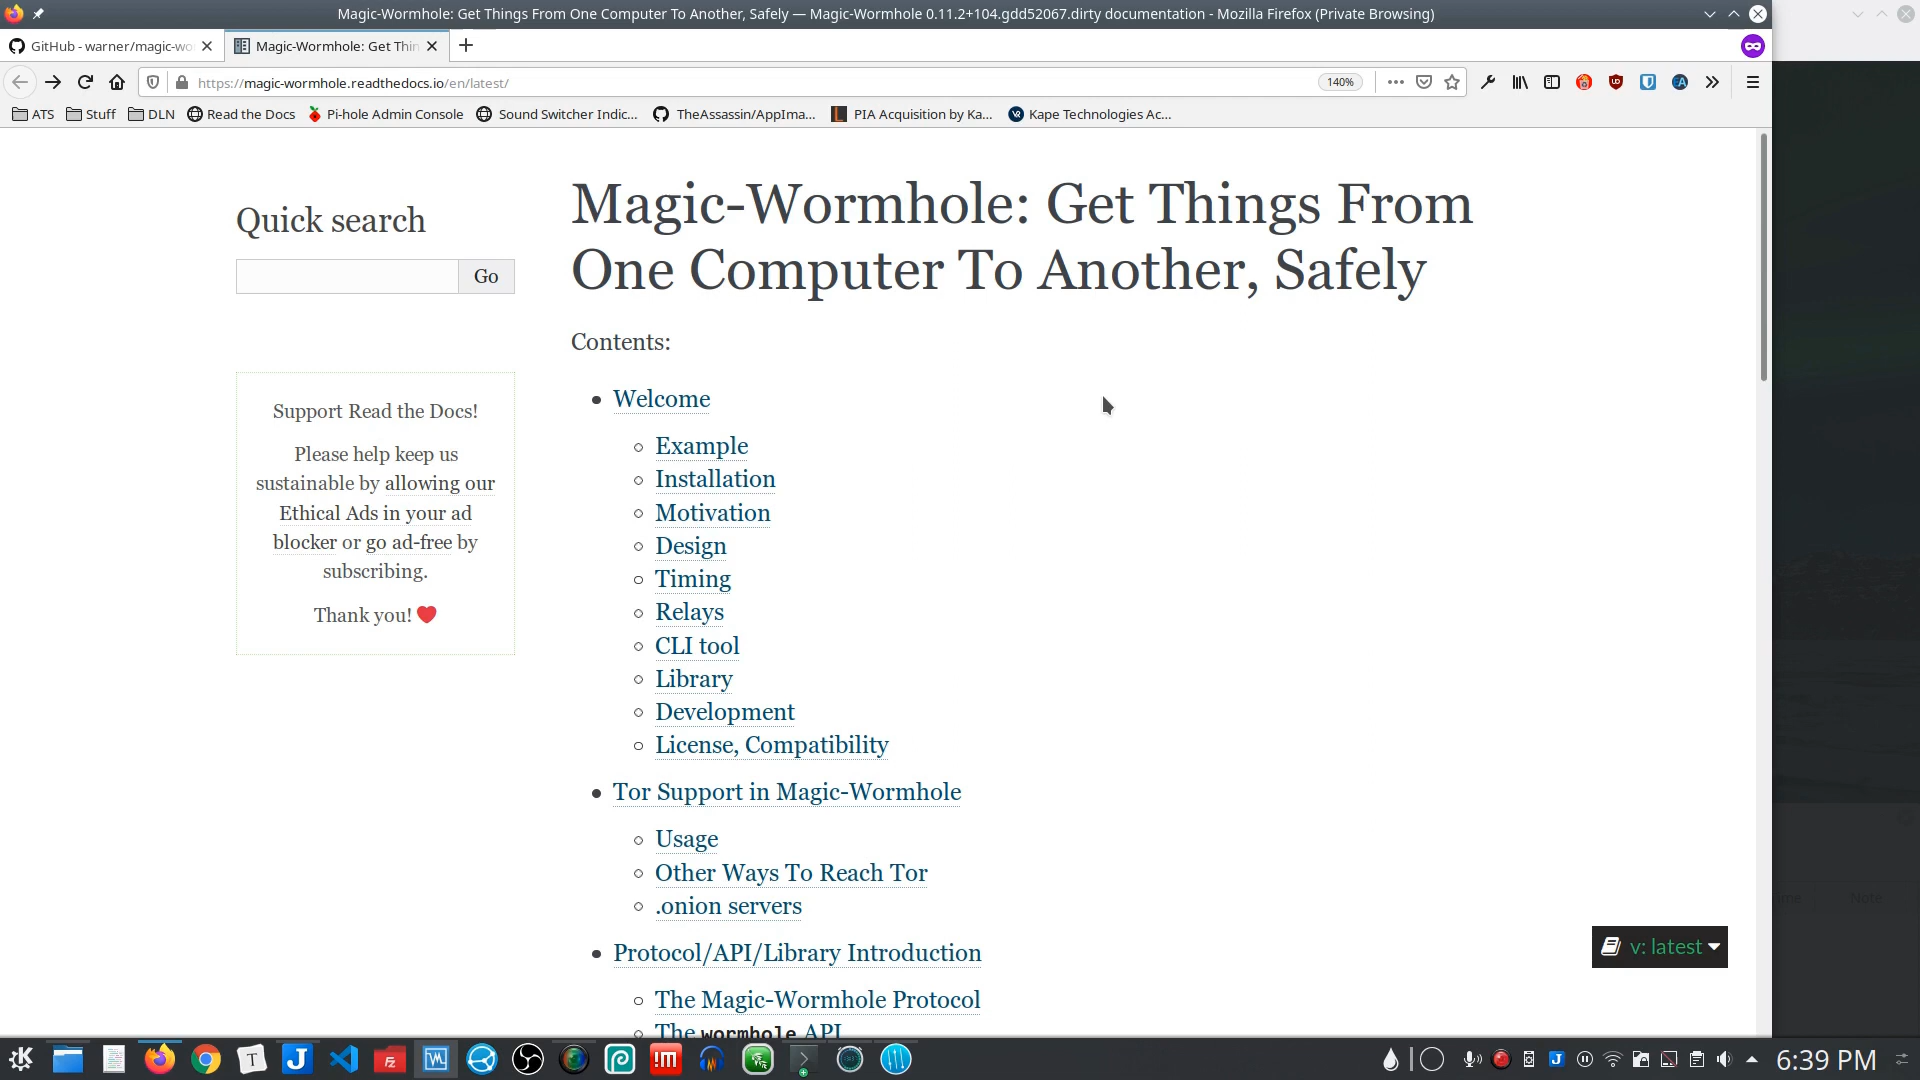 Magic-Wormhole: Get Things From One Computer To Another, Safely — Magic-Wormhole 0.11.2+104.gdd52067.dirty documentation - Mozilla Firefox (Private Browsing)
GitHub - warner/magic-wo
Magic-Wormhole: Get Thin
https://magic-wormhole.readthedocs.io/en/latest/
140%
ATS
Stuff
DLN
Read the Docs
Pi-hole Admin Console
Sound Switcher Indic...
TheAssassin/AppIma...
PIA Acquisition by Ka...
Kape Technologies Ac...
Quick search
Go
Support Read the Docs!
Please help keep us
sustainable by allowing our
Ethical Ads in your ad
blocker or go ad-free by
subscribing.
Thank you!
Magic-Wormhole: Get Things From
One Computer To Another, Safely
Contents:
Welcome
Example
Installation
Motivation
Design
Timing
Relays
CLI tool
Library
Development
License, Compatibility
Tor Support in Magic-Wormhole
Usage
Other Ways To Reach Tor
.onion servers
Protocol/API/Library Introduction
The Magic-Wormhole Protocol
The wormhole API
v: latest
Note
6:39 PM